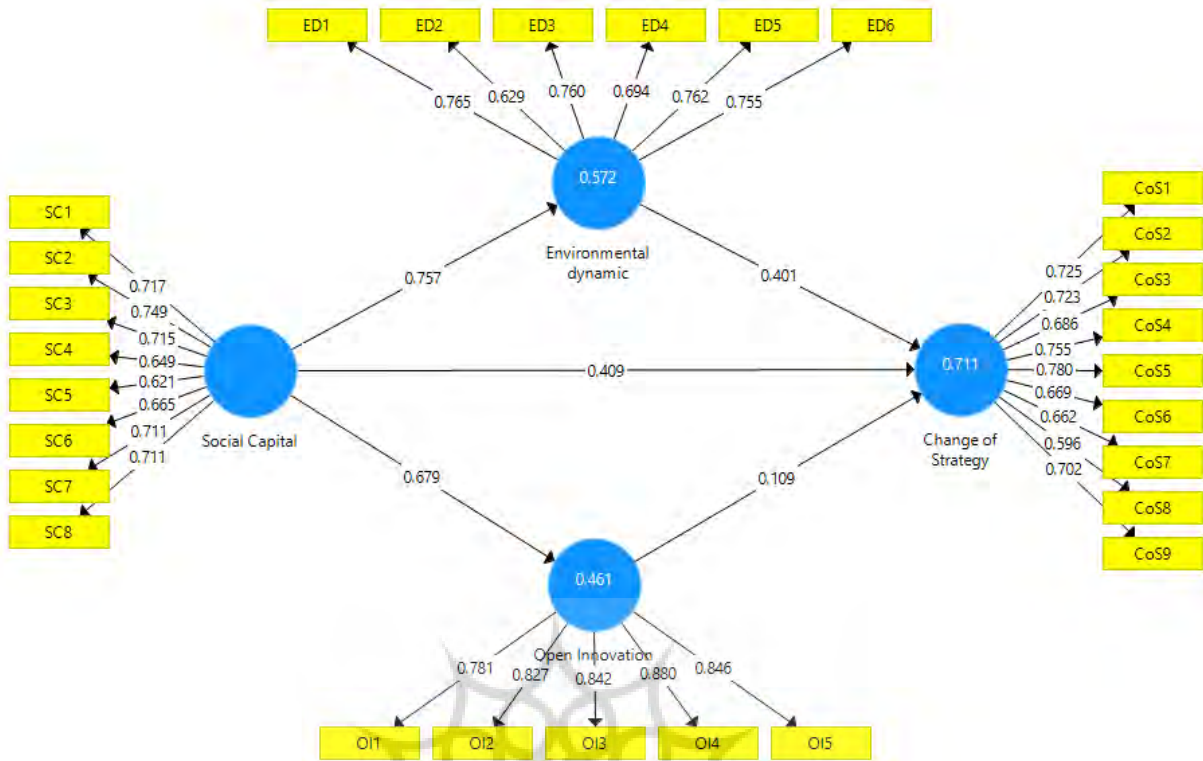 ED1 ED2 ED3 ED4 ED5 ED6
0.765 0.629 0.760 0.694 0.762 0.755
0.572
Environmental
dynamic
SC1
SC2
SC3
SC4
SC5
SC6
SC7
SC8
0.717
0.749
0.715
0.649
0.621
0.665
0.711
0.711
Social Capital
0.757
0.401
0.409
0.679
0.109
0.711
Change of
Strategy
0.725
0.723
0.686
0.755
0.780
0.669
0.662
0.596
0.702
CoS1
CoS2
CoS3
CoS4
CoS5
CoS6
CoS7
CoS8
CoS9
0.461
Open Innovation
0.781 0.827 0.842 0.880 0.846
OI1 OI2 OI3 OI4 OI5